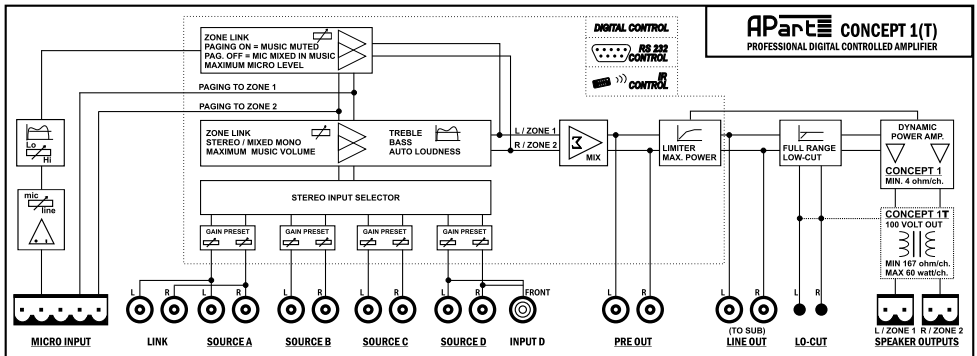 APart
CONCEPT 1(T)
PROFESSIONAL DIGITAL CONTROLLED AMPLIFIER
DIGITAL CONTROL
RS 232
CONTROL
IR
CONTROL
ZONE LINK
PAGING ON = MUSIC MUTED
PAG. OFF = MIC MIXED IN MUSIC
MAXIMUM MICRO LEVEL
PAGING TO ZONE 1
PAGING TO ZONE 2
Lo
Hi
mic
line
ZONE LINK
STEREO / MIXED MONO
MAXIMUM MUSIC VOLUME
TREBLE
BASS
AUTO LOUDNESS
L / ZONE 1
R / ZONE 2
Σ
MIX
LIMITER
MAX. POWER
FULL RANGE
LOW-CUT
DYNAMIC
POWER AMP.
CONCEPT 1
MIN. 4 ohm/ch.
CONCEPT 1T
100 VOLT OUT
MIN 167 ohm/ch.
MAX 60 watt/ch.
STEREO INPUT SELECTOR
GAIN PRESET
GAIN PRESET
GAIN PRESET
GAIN PRESET
L R L R L R L R L R FRONT L R L R L R
L / ZONE 1 R / ZONE 2
(TO SUB)
MICRO INPUT
LINK
SOURCE A
SOURCE B
SOURCE C
SOURCE D
INPUT D
PRE OUT
LINE OUT
LO-CUT
SPEAKER OUTPUTS